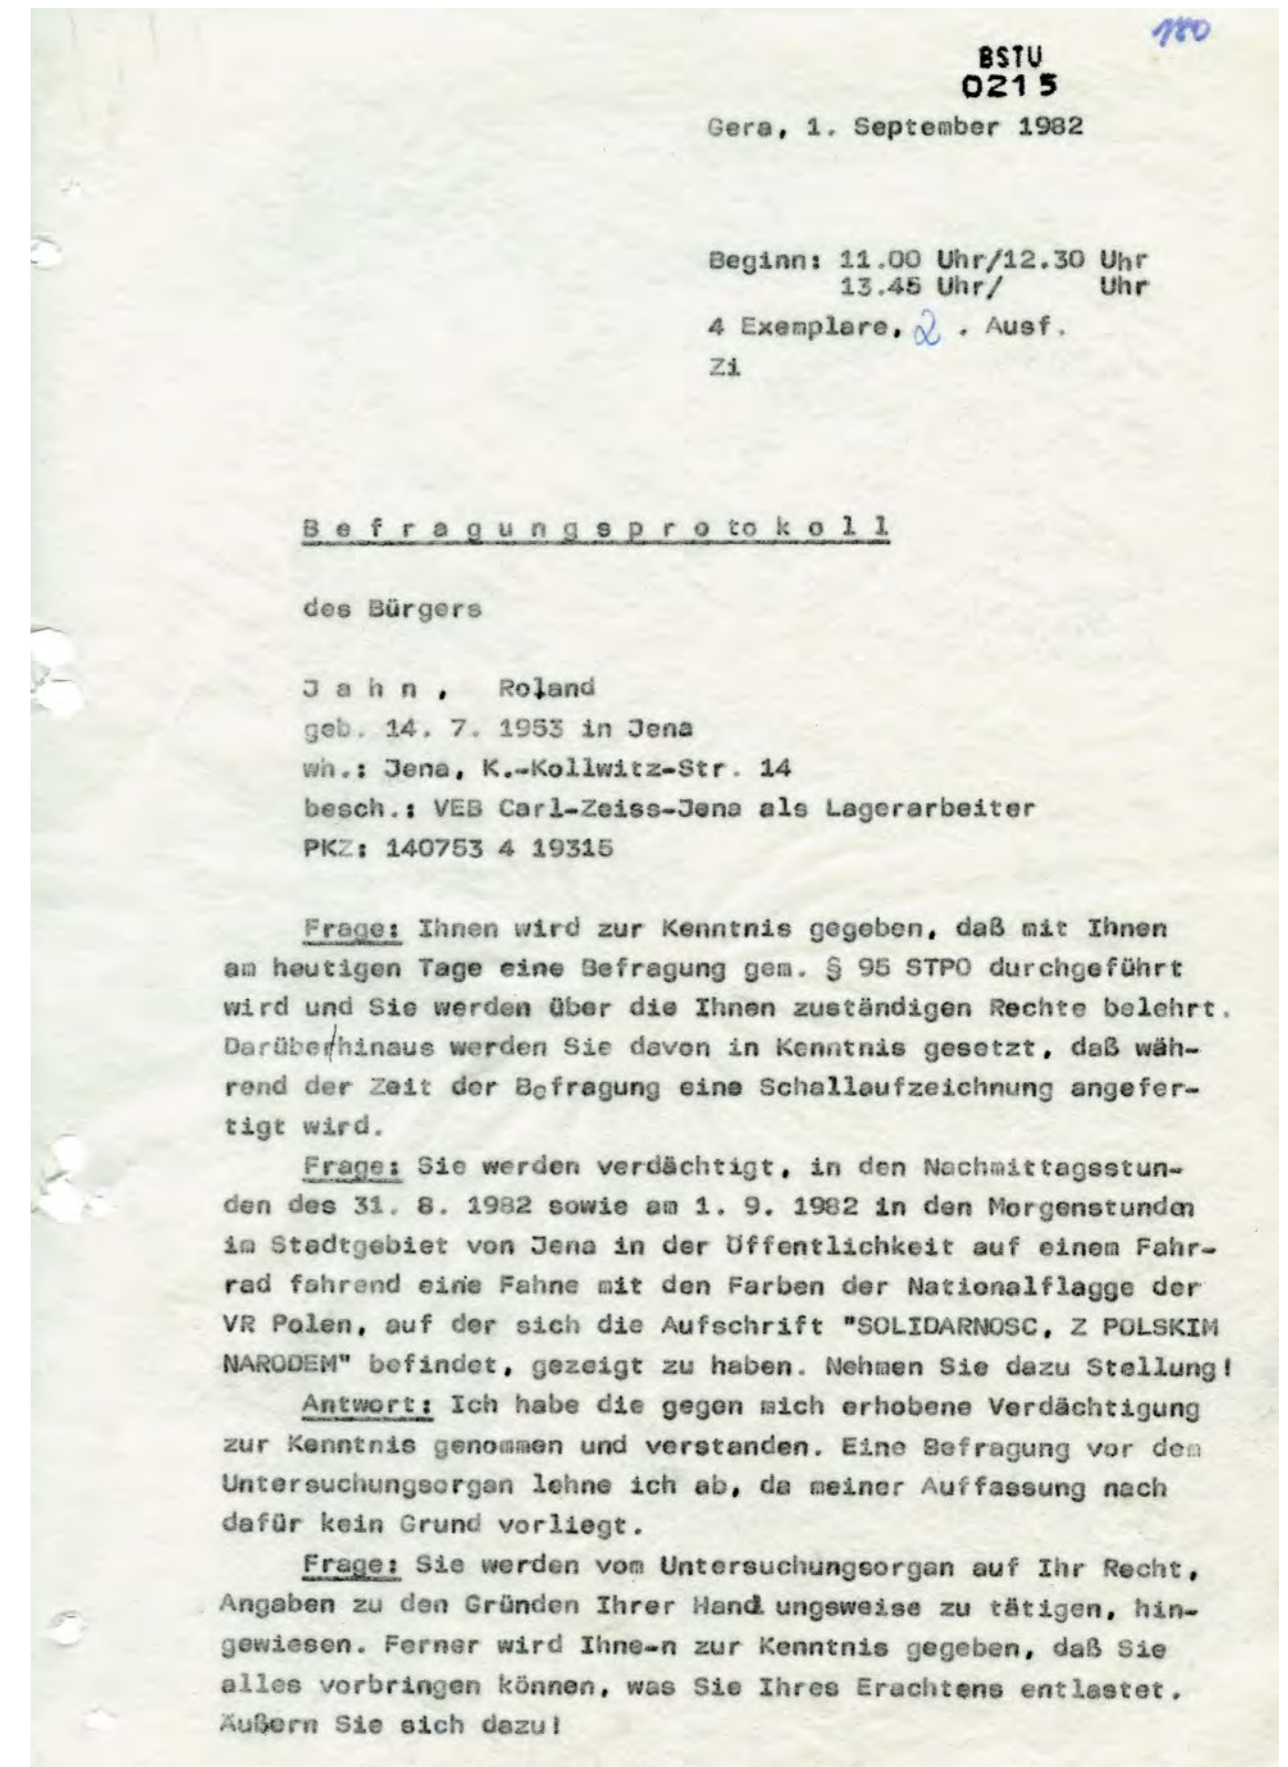 180
BSTU
0215
Gera, 1. September 1982
Beginn: 11.00 Uhr/12.30 Uhr
13.45 Uhr/ Uhr
4 Exemplare, 2 . Ausf.
Zi
B e f r a g u n g s p r o t o k o l l
des Bürgers
J a h n , Roland
geb. 14. 7. 1953 in Jena
wh.: Jena, K.-Kollwitz-Str. 14
besch.: VEB Carl-Zeiss-Jena als Lagerarbeiter
PKZ: 140753 4 19315
Frage: Ihnen wird zur Kenntnis gegeben, daß mit Ihnen
am heutigen Tage eine Befragung gem. § 95 STPO durchgeführt
wird und Sie werden über die Ihnen zuständigen Rechte belehrt.
Darüber/hinaus werden Sie davon in Kenntnis gesetzt, daß wäh-
rend der Zeit der Befragung eine Schallaufzeichnung angefer-
tigt wird.
Frage: Sie werden verdächtigt, in den Nachmittagsstun-
den des 31. 8. 1982 sowie am 1. 9. 1982 in den Morgenstunden
im Stadtgebiet von Jena in der Öffentlichkeit auf einem Fahr-
rad fahrend eine Fahne mit den Farben der Nationalflagge der
VR Polen, auf der sich die Aufschrift "SOLIDARNOSC, Z POLSKIM
NARODEM" befindet, gezeigt zu haben. Nehmen Sie dazu Stellung!
Antwort: Ich habe die gegen mich erhobene Verdächtigung
zur Kenntnis genommen und verstanden. Eine Befragung vor dem
Untersuchungsorgan lehne ich ab, da meiner Auffassung nach
dafür kein Grund vorliegt.
Frage: Sie werden vom Untersuchungsorgan auf Ihr Recht,
Angaben zu den Gründen Ihrer Hand ungsweise zu tätigen, hin-
gewiesen. Ferner wird Ihne-n zur Kenntnis gegeben, daß Sie
alles vorbringen können, was Sie Ihres Erachtens entlastet.
Äußern Sie sich dazu!